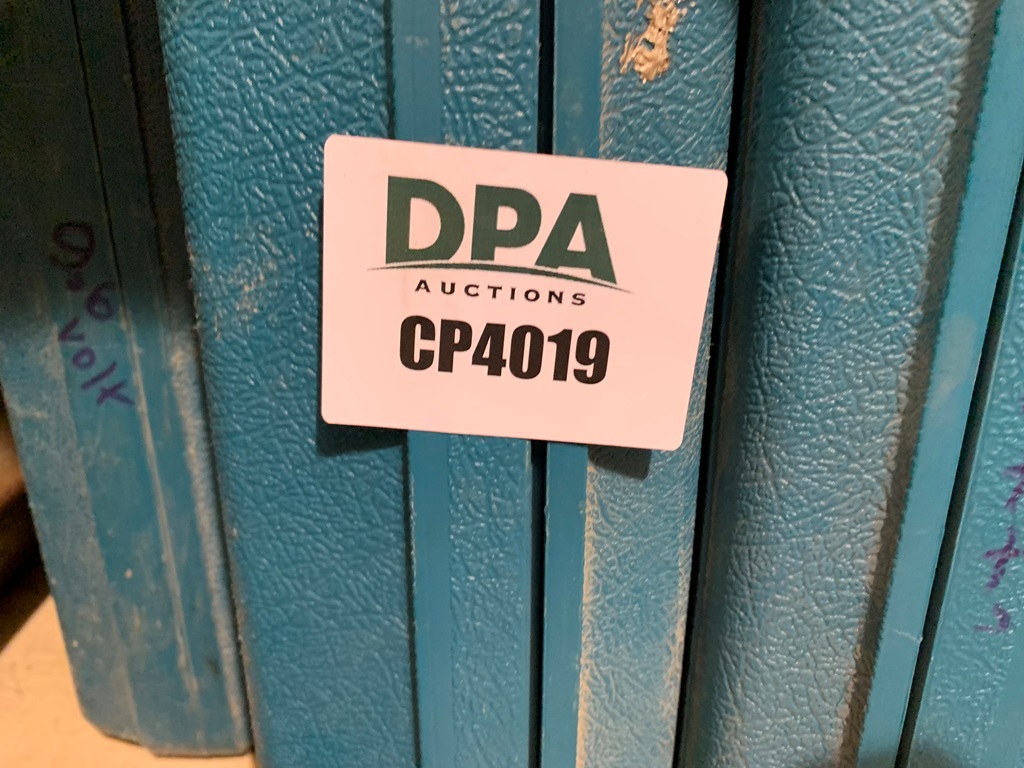 DPA
AUCTIONS
CP4019
9.6
volt